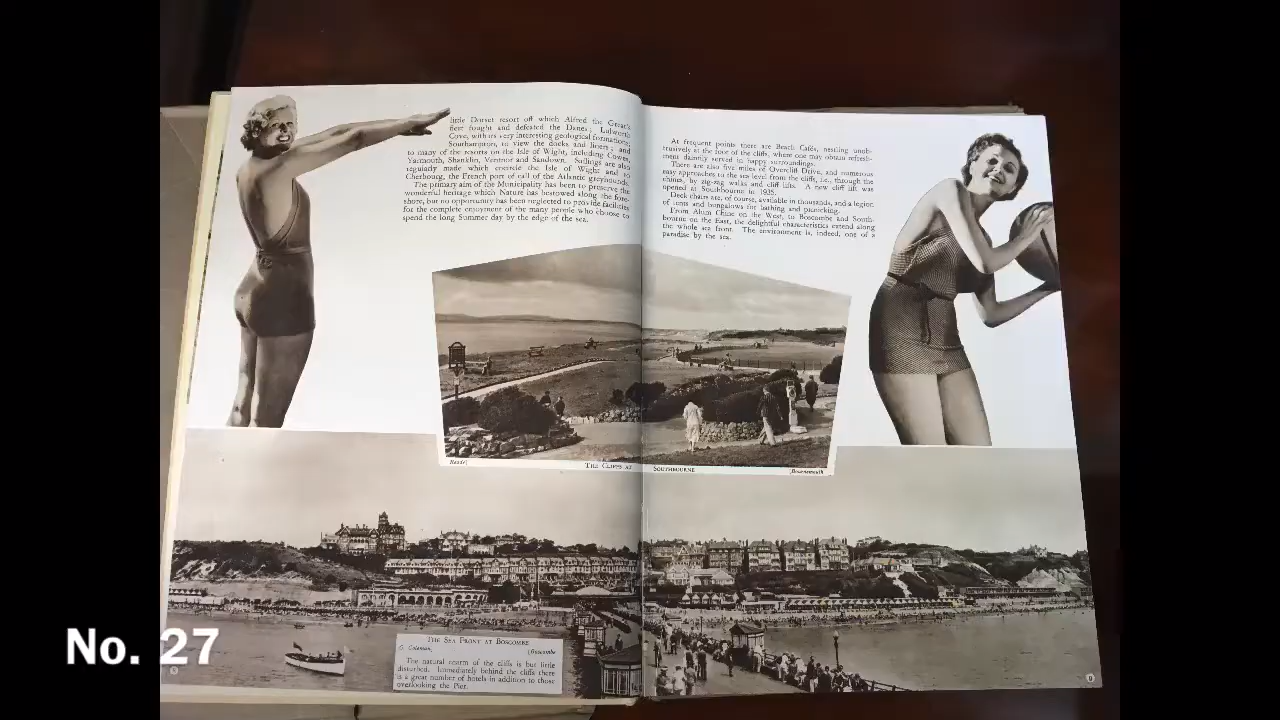 little Dorset resort off which Alfred the Great's
fleet fought and defeated the Danes; Lulworth
Cove, with its very interesting geological formations;
Southampton, to view the docks and liners; and
to many of the resorts on the Isle of Wight, including Cowes,
Yarmouth, Shanklin, Ventnor and Sandown. Sailings are also
regularly made which encircle the Isle of Wight and to
Cherbourg, the French port of call of the Atlantic greyhounds.
The primary aim of the Municipality has been to preserve the
wonderful heritage which Nature has bestowed along the fore-
shore, but no opportunity has been neglected to provide facilities
for the complete enjoyment of the many people who choose to
spend the long Summer day by the edge of the sea.
At frequent points there are Beach Cafés, nestling unob-
trusively at the foot of the cliffs, where one may obtain refresh-
ment daintily served in happy surroundings.
There are also five miles of Overcliff Drive, and numerous
easy approaches to the sea level from the cliffs, i.e., through the
chines, by zig-zag walks and cliff lifts. A new cliff lift was
opened at Southbourne in 1935.
Deck chairs are, of course, available in thousands, and a legion
of tents and bungalows for bathing and picnicking.
From Alum Chine on the West, to Boscombe and South-
bourne on the East, the delightful characteristics extend along
the whole sea front. The environment is, indeed, one of a
paradise by the sea.
The Cliffs at Southbourne
[Bournemouth
The Sea Front at Boscombe
[Boscombe
The natural charm of the cliffs is but little
disturbed. Immediately behind the cliffs there
is a great number of hotels in addition to those
overlooking the Pier.
No. 27